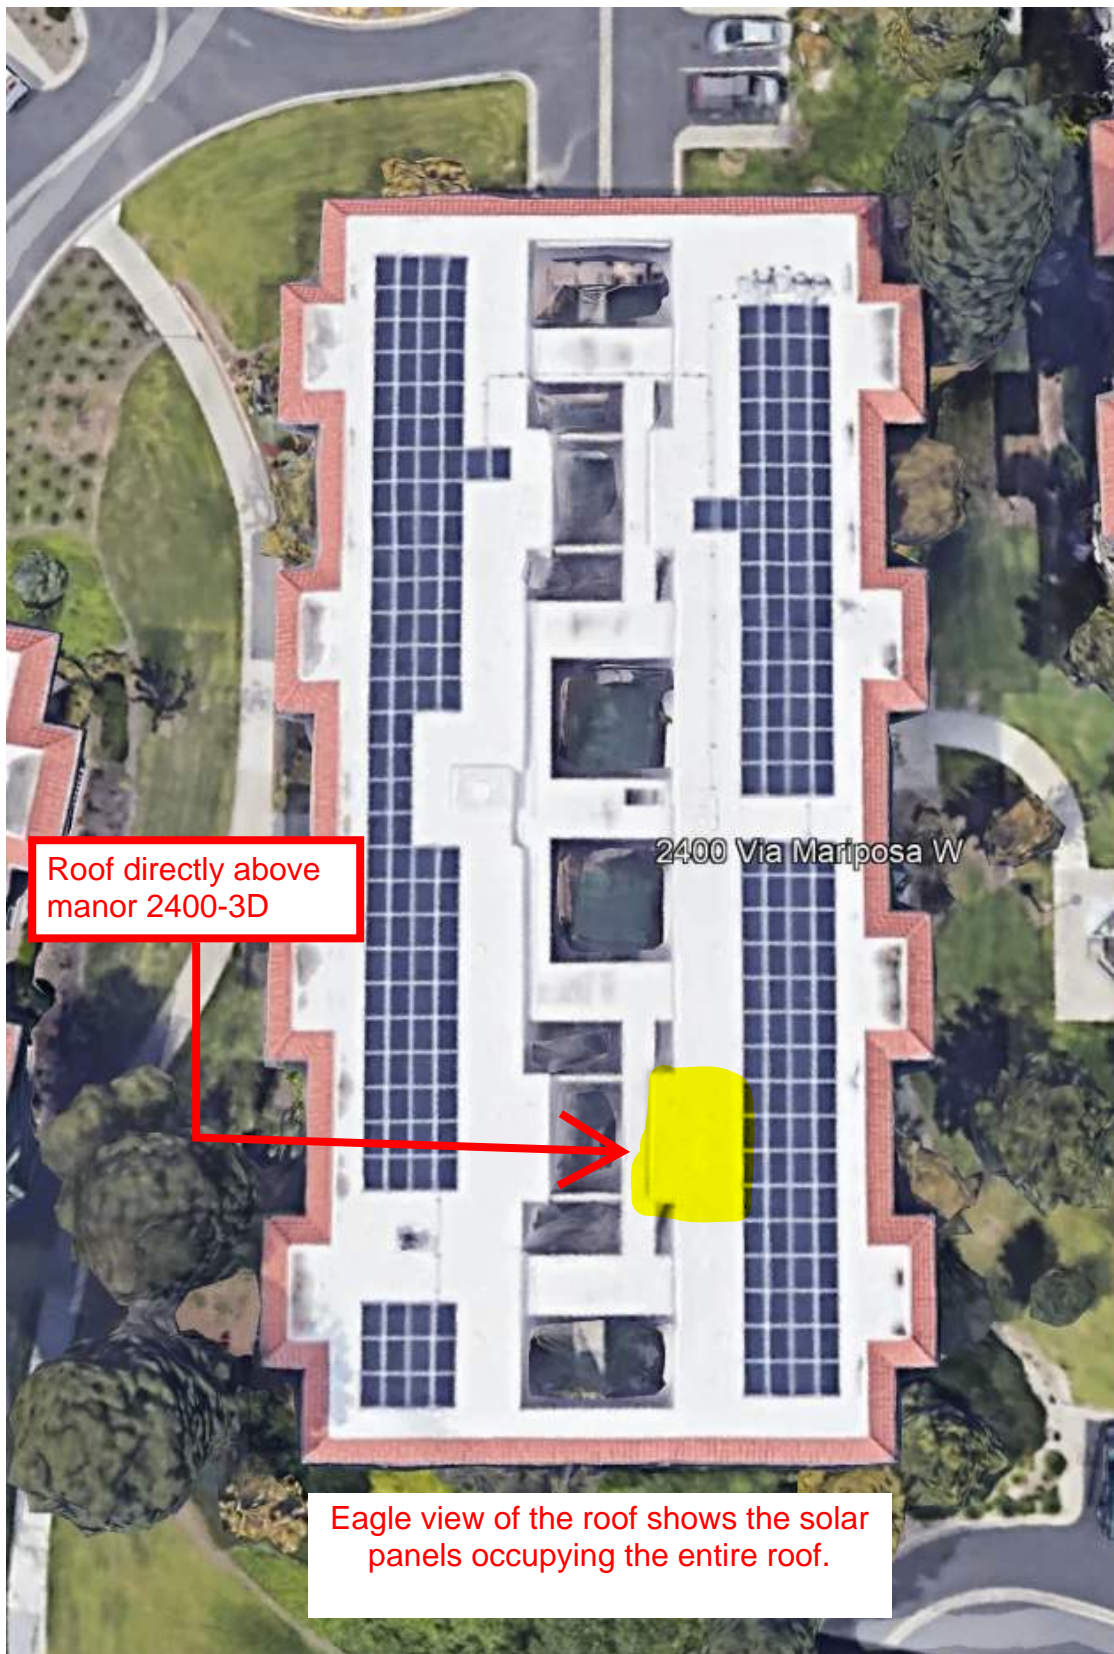 2400 Via Mariposa W
Roof directly above
manor 2400-3D
Eagle view of the roof shows the solar
panels occupying the entire roof.